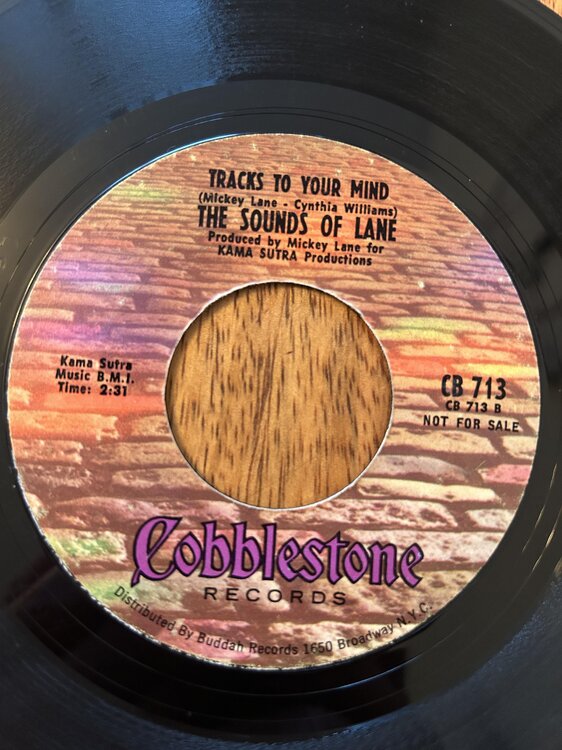 TRACKS TO YOUR MIND
(Mickey Lane - Cynthia Williams)
THE SOUNDS OF LANE
Produced by Mickey Lane for
KAMA SUTRA Productions
Kama Sutra
Music B.M.I.
Time: 2:31
CB 713
CB 713 B
NOT FOR SALE
Cobblestone
RECORDS
Distributed By Buddah Records 1650 Broadway N.Y.C.